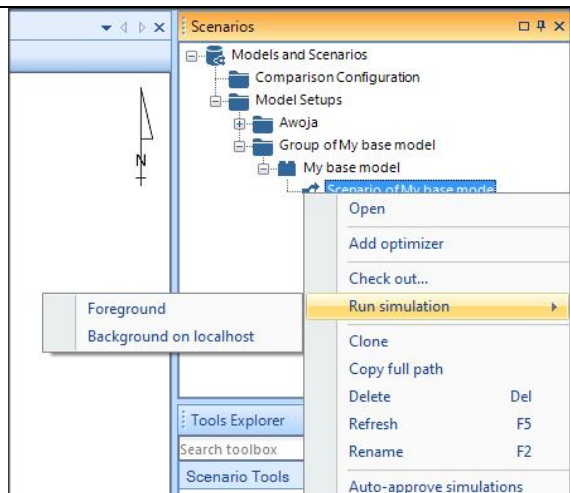 Scenarios
Models and Scenarios
Comparison Configuration
Model Setups
Awoja
Group of My base model
My base model
Scenario of My base model
N
Open
Add optimizer
Check out...
Run simulation
Foreground
Background on localhost
Clone
Copy full path
Delete Del
Refresh F5
Rename F2
Auto-approve simulations
Tools Explorer
Search toolbox
Scenario Tools